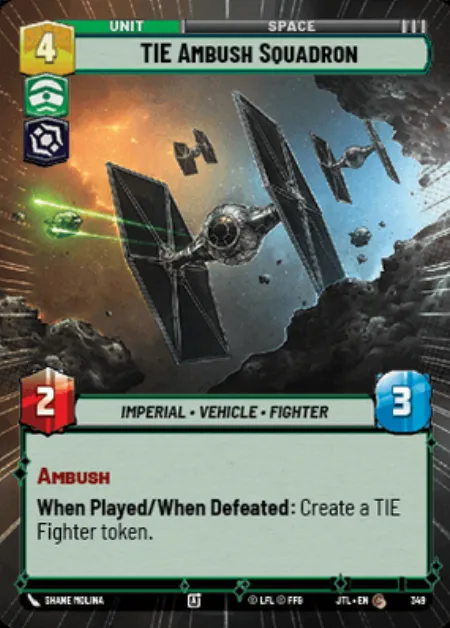 UNIT SPACE
4 TIE AMBUSH SQUADRON
2 IMPERIAL • VEHICLE • FIGHTER 3
AMBUSH
When Played/When Defeated: Create a TIE
Fighter token.
SHANE MOLINA © LFL © FFG JTL • EN 349